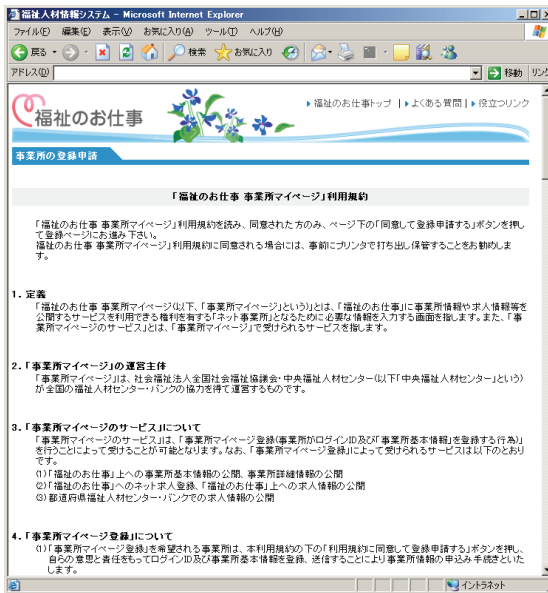 福祉人材情報システム - Microsoft Internet Explorer
ファイル(F) 編集(E) 表示(V) お気に入り(A) ツール(T) ヘルプ(H)
戻る 検索 お気に入り
アドレス(D) 移動 リンク
福祉のお仕事
福祉のお仕事トップ | よくある質問 | 役立つリンク
事業所の登録申請
「福祉のお仕事 事業所マイページ」利用規約
「福祉のお仕事 事業所マイページ」利用規約を読み、同意された方のみ、ページ下の「同意して登録申請する」ボタンを押し
て登録ページにお進み下さい。
福祉のお仕事 事業所マイページ」利用規約に同意される場合には、事前にプリンタで打ち出し保管することをお勧めしま
す。
1. 定義
「福祉のお仕事 事業所マイページ(以下、「事業所マイページ」という)」とは、「福祉のお仕事」に事業所情報や求人情報等を
公開するサービスを利用できる権利を有する「ネット事業所」となるために必要な情報を入力する画面を指します。また、「事
業所マイページのサービス」とは、「事業所マイページ」で受けられるサービスを指します。
2. 「事業所マイページ」の運営主体
「事業所マイページ」は、社会福祉法人全国社会福祉協議会・中央福祉人材センター(以下「中央福祉人材センター」という)
が全国の福祉人材センター・バンクの協力を得て運営するものです。
3. 「事業所マイページのサービス」について
「事業所マイページのサービス」は、「事業所マイページ登録(事業所がログインID及び「事業所基本情報」を登録する行為)」
を行うことによって受けることが可能となります。なお、「事業所マイページ登録」によって受けられるサービスは以下のとおり
です。
(1)「福祉のお仕事」上への事業所基本情報の公開、事業所詳細情報の公開
(2)「福祉のお仕事」へのネット求人登録、「福祉のお仕事」上への求人情報の公開
(3) 都道府県福祉人材センター・バンクでの求人情報の公開
4. 「事業所マイページ登録」について
(1)「事業所マイページ登録」を希望される事業所は、本利用規約の下の「利用規約に同意して登録申請する」ボタンを押し、
自らの意思と責任をもってログインID及び事業所基本情報を登録、送信することにより事業所情報の申込み手続きといた
します。
イントラネット